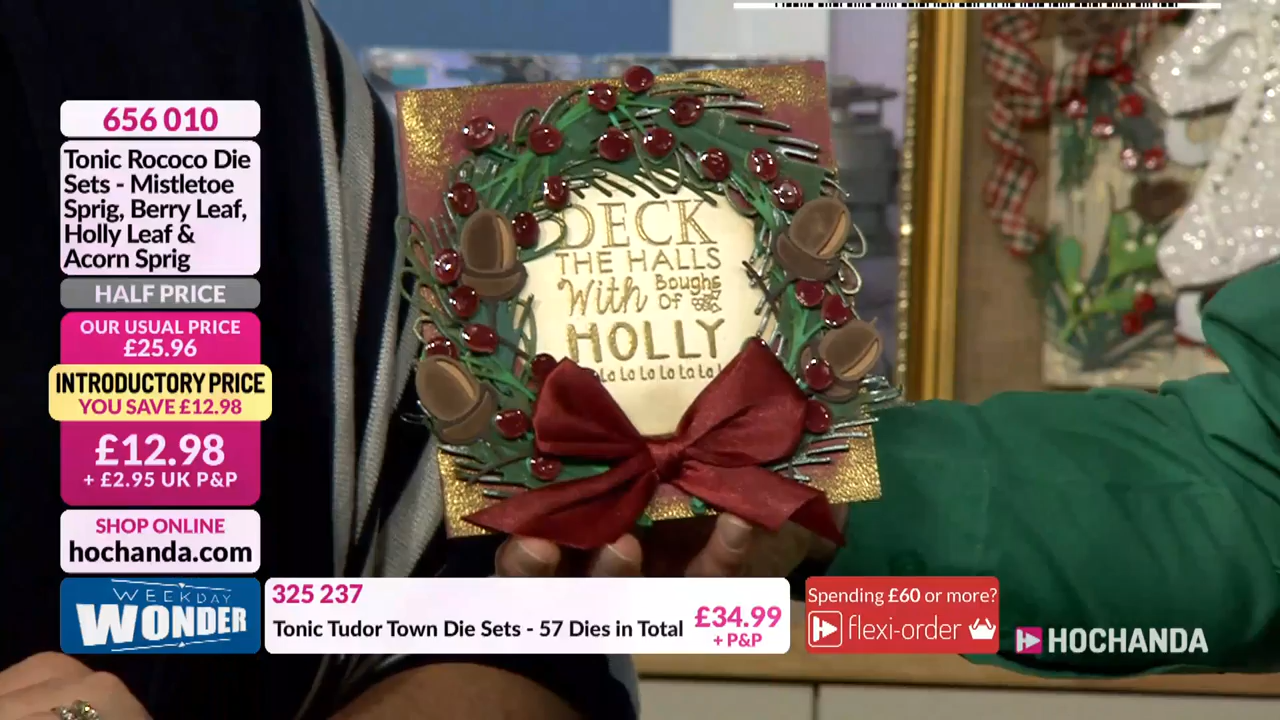 656 010
Tonic Rococo Die
Sets - Mistletoe
Sprig, Berry Leaf,
Holly Leaf &
Acorn Sprig
HALF PRICE
OUR USUAL PRICE
£25.96
INTRODUCTORY PRICE
YOU SAVE £12.98
£12.98
+ £2.95 UK P&P
SHOP ONLINE
hochanda.com
DECK
THE HALLS
With Boughs
Of
HOLLY
La La La La La La!
WEEKDAY
WONDER
325 237
Tonic Tudor Town Die Sets - 57 Dies in Total
£34.99
+ P&P
Spending £60 or more?
flexi-order
HOCHANDA